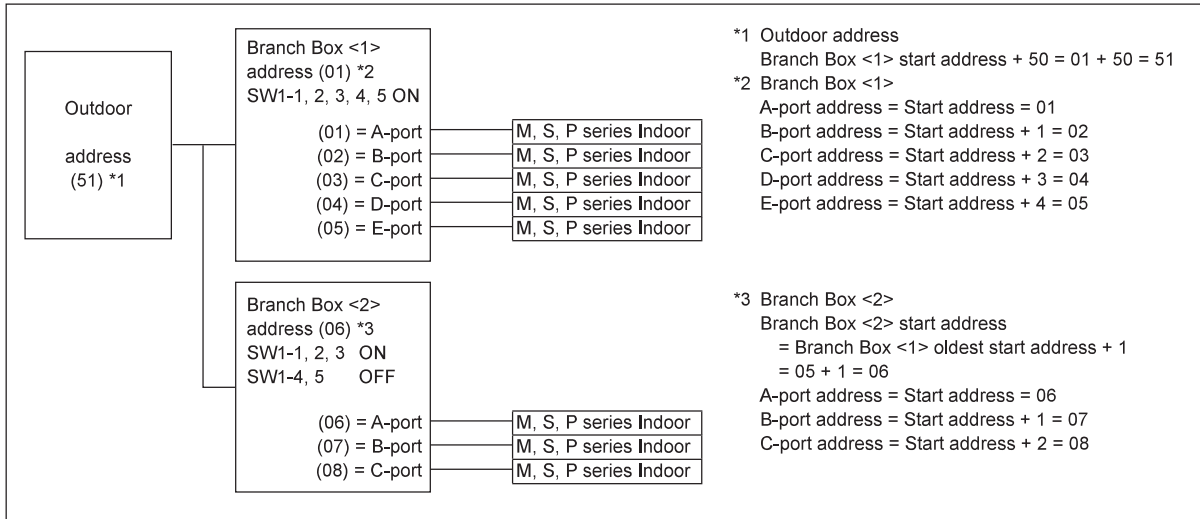 Outdoor
address
(51) *1
Branch Box <1>
address (01) *2
SW1-1, 2, 3, 4, 5 ON
(01) = A-port
M, S, P series Indoor
(02) = B-port
M, S, P series Indoor
(03) = C-port
M, S, P series Indoor
(04) = D-port
M, S, P series Indoor
(05) = E-port
M, S, P series Indoor
Branch Box <2>
address (06) *3
SW1-1, 2, 3 ON
SW1-4, 5 OFF
(06) = A-port
M, S, P series Indoor
(07) = B-port
M, S, P series Indoor
(08) = C-port
M, S, P series Indoor
*1 Outdoor address
Branch Box <1> start address + 50 = 01 + 50 = 51
*2 Branch Box <1>
A-port address = Start address = 01
B-port address = Start address + 1 = 02
C-port address = Start address + 2 = 03
D-port address = Start address + 3 = 04
E-port address = Start address + 4 = 05
*3 Branch Box <2>
Branch Box <2> start address
= Branch Box <1> oldest start address + 1
= 05 + 1 = 06
A-port address = Start address = 06
B-port address = Start address + 1 = 07
C-port address = Start address + 2 = 08